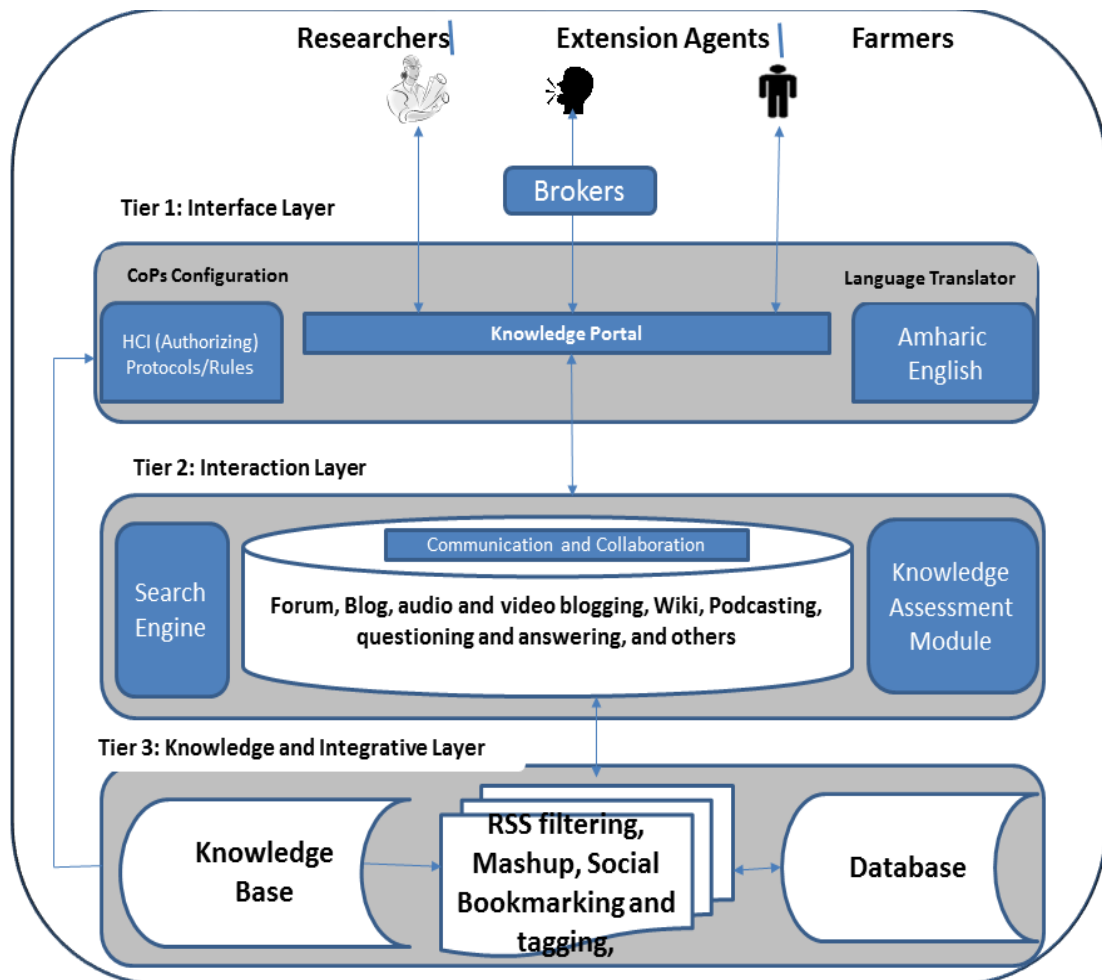 Researchers Extension Agents Farmers
Brokers
Tier 1: Interface Layer
CoPs Configuration
Language Translator
HCI (Authorizing)
Protocols/Rules
Knowledge Portal
Amharic
English
Tier 2: Interaction Layer
Search
Engine
Communication and Collaboration
Forum, Blog, audio and video blogging, Wiki, Podcasting,
questioning and answering, and others
Knowledge
Assessment
Module
Tier 3: Knowledge and Integrative Layer
Knowledge
Base
RSS filtering,
Mashup, Social
Bookmarking and
tagging,
Database